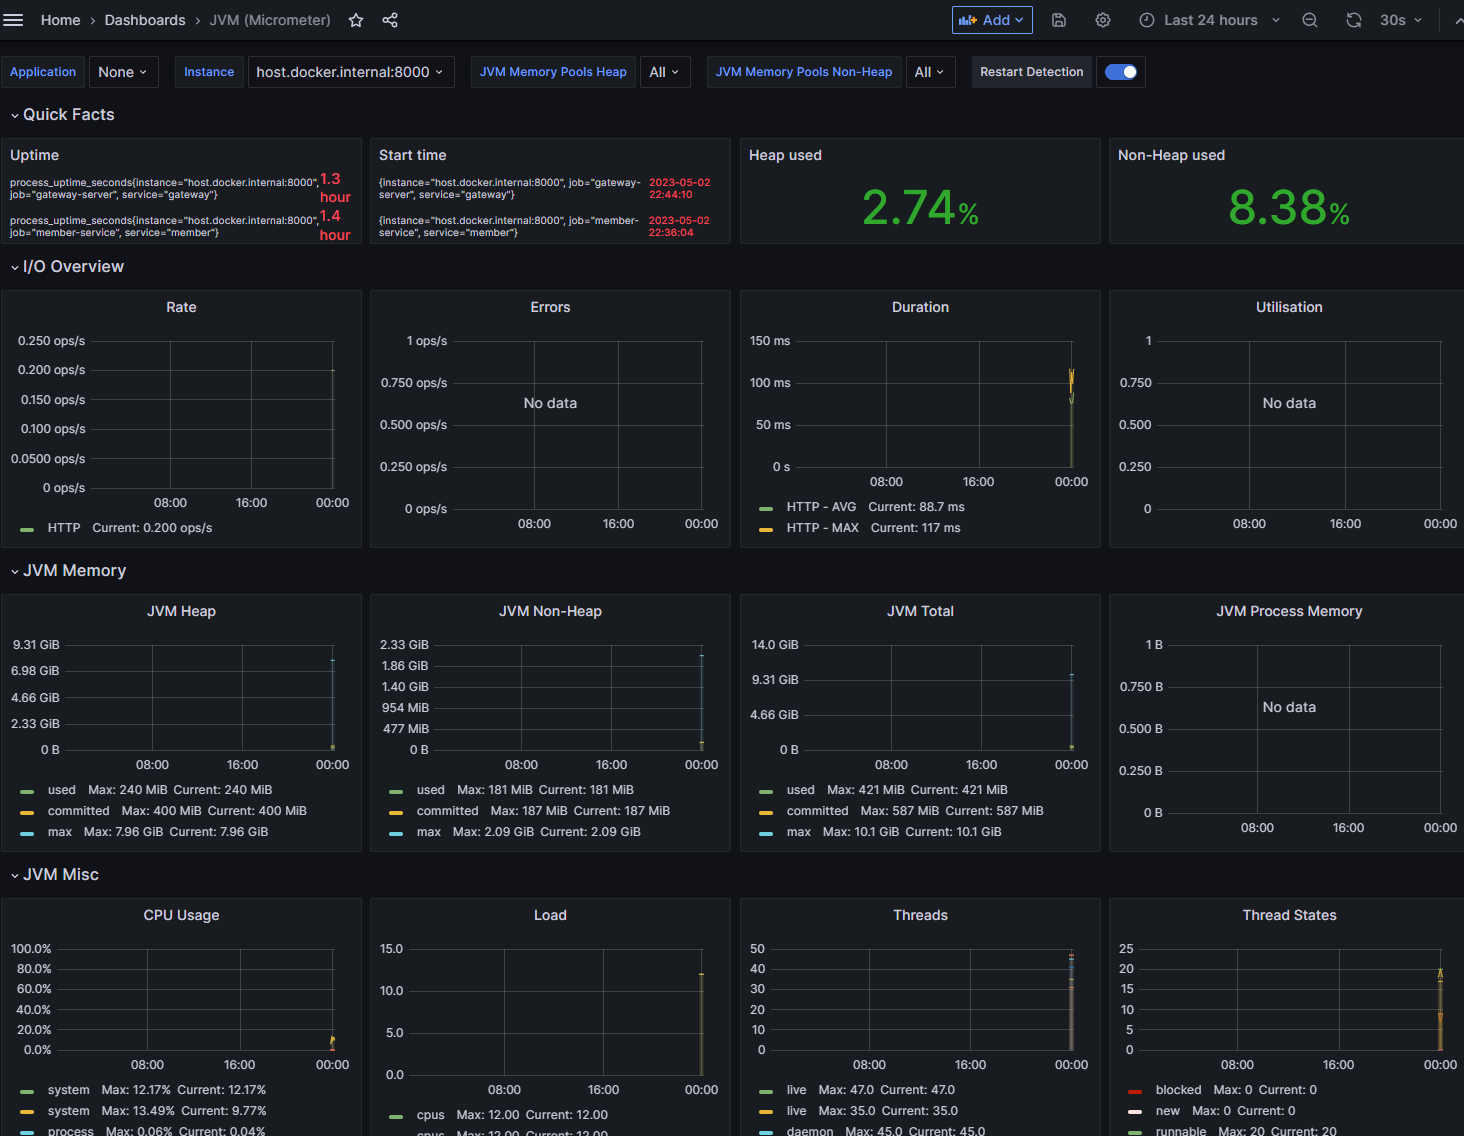 Home › Dashboards › JVM (Micrometer)
Add
Last 24 hours
30s
Application
None
Instance
host.docker.internal:8000
JVM Memory Pools Heap
All
JVM Memory Pools Non-Heap
All
Restart Detection
Quick Facts
Uptime
process_uptime_seconds{instance="host.docker.internal:8000",
job="gateway-server", service="gateway"}
1.3
hour
process_uptime_seconds{instance="host.docker.internal:8000",
job="member-service", service="member"}
1.4
hour
Start time
{instance="host.docker.internal:8000", job="gateway-
server", service="gateway"}
2023-05-02
22:44:10
{instance="host.docker.internal:8000", job="member-
service", service="member"}
2023-05-02
22:36:04
Heap used
2.74%
Non-Heap used
8.38%
I/O Overview
Rate
0.250 ops/s
0.200 ops/s
0.150 ops/s
0.100 ops/s
0.0500 ops/s
0 ops/s
08:00 16:00 00:00
HTTP Current: 0.200 ops/s
Errors
1 ops/s
0.750 ops/s
0.500 ops/s
0.250 ops/s
0 ops/s
No data
08:00 16:00 00:00
Duration
150 ms
100 ms
50 ms
0 s
08:00 16:00 00:00
HTTP - AVG Current: 88.7 ms
HTTP - MAX Current: 117 ms
Utilisation
1
0.750
0.500
0.250
0
No data
08:00 16:00 00:00
JVM Memory
JVM Heap
9.31 GiB
6.98 GiB
4.66 GiB
2.33 GiB
0 B
08:00 16:00 00:00
used Max: 240 MiB Current: 240 MiB
committed Max: 400 MiB Current: 400 MiB
max Max: 7.96 GiB Current: 7.96 GiB
JVM Non-Heap
2.33 GiB
1.86 GiB
1.40 GiB
954 MiB
477 MiB
0 B
08:00 16:00 00:00
used Max: 181 MiB Current: 181 MiB
committed Max: 187 MiB Current: 187 MiB
max Max: 2.09 GiB Current: 2.09 GiB
JVM Total
14.0 GiB
9.31 GiB
4.66 GiB
0 B
08:00 16:00 00:00
used Max: 421 MiB Current: 421 MiB
committed Max: 587 MiB Current: 587 MiB
max Max: 10.1 GiB Current: 10.1 GiB
JVM Process Memory
1 B
0.750 B
0.500 B
0.250 B
0 B
No data
08:00 16:00 00:00
JVM Misc
CPU Usage
100.0%
80.0%
60.0%
40.0%
20.0%
0.0%
08:00 16:00 00:00
system Max: 12.17% Current: 12.17%
system Max: 13.49% Current: 9.77%
process Max: 0.06% Current: 0.04%
Load
15.0
10.0
5.0
0.0
08:00 16:00 00:00
cpus Max: 12.00 Current: 12.00
cpus Max: 12.00 Current: 12.00
Threads
50
40
30
20
10
0
08:00 16:00 00:00
live Max: 47.0 Current: 47.0
live Max: 35.0 Current: 35.0
daemon Max: 45.0 Current: 45.0
Thread States
25
20
15
10
5
0
08:00 16:00 00:00
blocked Max: 0 Current: 0
new Max: 0 Current: 0
runnable Max: 20 Current: 20